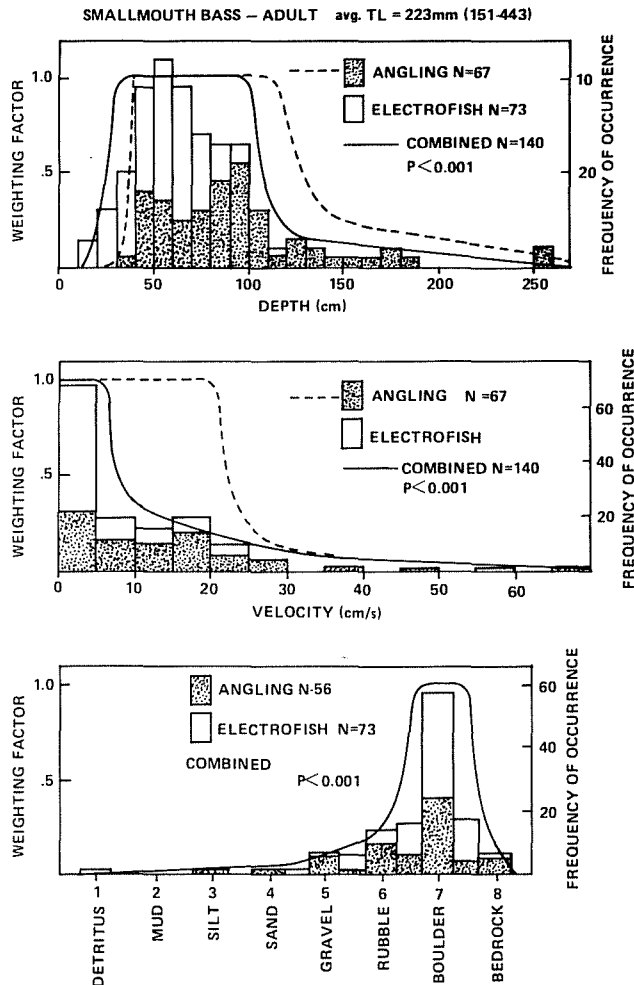 SMALLMOUTH BASS – ADULT avg. TL = 223mm (151-443)
WEIGHTING FACTOR
1.0
.5
ANGLING N=67
ELECTROFISH N=73
COMBINED N=140
P<0.001
10
20
FREQUENCY OF OCCURRENCE
0 50 100 150 200 250
DEPTH (cm)
WEIGHTING FACTOR
1.0
.5
ANGLING N=67
ELECTROFISH
COMBINED N=140
P<0.001
60
40
20
FREQUENCY OF OCCURRENCE
0 20 40 60
VELOCITY (cm/s)
WEIGHTING FACTOR
1.0
.5
ANGLING N-56
ELECTROFISH N=73
COMBINED
P<0.001
60
40
20
FREQUENCY OF OCCURRENCE
1 2 3 4 5 6 7 8
DETRITUS
MUD
SILT
SAND
GRAVEL
RUBBLE
BOULDER
BEDROCK